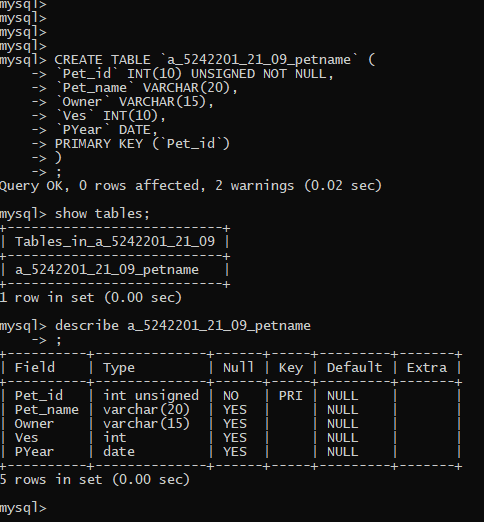 mysql>
mysql>
mysql>
mysql>
mysql> CREATE TABLE `a_5242201_21_09_petname` (
    -> `Pet_id` INT(10) UNSIGNED NOT NULL,
    -> `Pet_name` VARCHAR(20),
    -> `Owner` VARCHAR(15),
    -> `Ves` INT(10),
    -> `PYear` DATE,
    -> PRIMARY KEY (`Pet_id`)
    -> )
    -> ;
Query OK, 0 rows affected, 2 warnings (0.02 sec)

mysql> show tables;
+---------------------------+
| Tables_in_a_5242201_21_09 |
+---------------------------+
| a_5242201_21_09_petname   |
+---------------------------+
1 row in set (0.00 sec)

mysql> describe a_5242201_21_09_petname
    -> ;
+----------+--------------+------+-----+---------+-------+
| Field    | Type         | Null | Key | Default | Extra |
+----------+--------------+------+-----+---------+-------+
| Pet_id   | int unsigned | NO   | PRI | NULL    |       |
| Pet_name | varchar(20)  | YES  |     | NULL    |       |
| Owner    | varchar(15)  | YES  |     | NULL    |       |
| Ves      | int          | YES  |     | NULL    |       |
| PYear    | date         | YES  |     | NULL    |       |
+----------+--------------+------+-----+---------+-------+
5 rows in set (0.00 sec)

mysql>